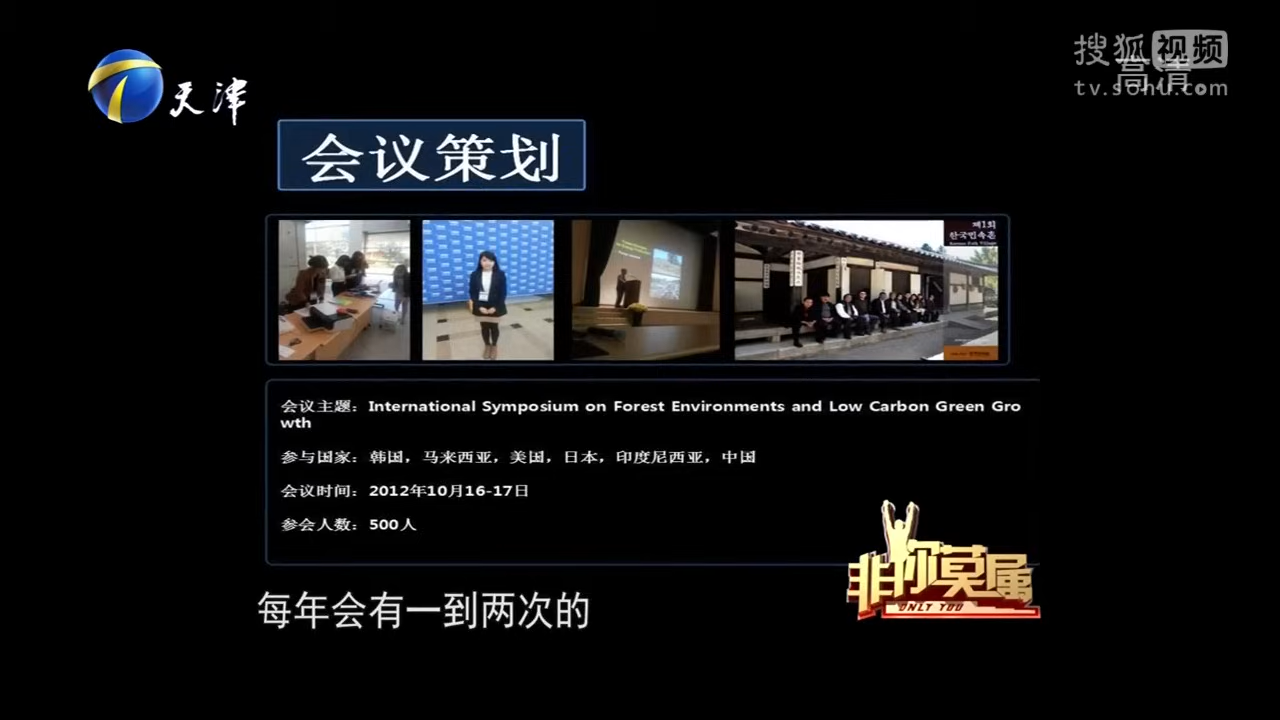 天津
搜狐视频
高清
tv.sohu.com
会议策划
제1회
한국민속촌
Korean Folk Village
会议主题：International Symposium on Forest Environments and Low Carbon Green Gro
wth
参与国家：韩国，马来西亚，美国，日本，印度尼西亚，中国
会议时间：2012年10月16-17日
参会人数：500人
非你莫属
ONLY YOU
每年会有一到两次的